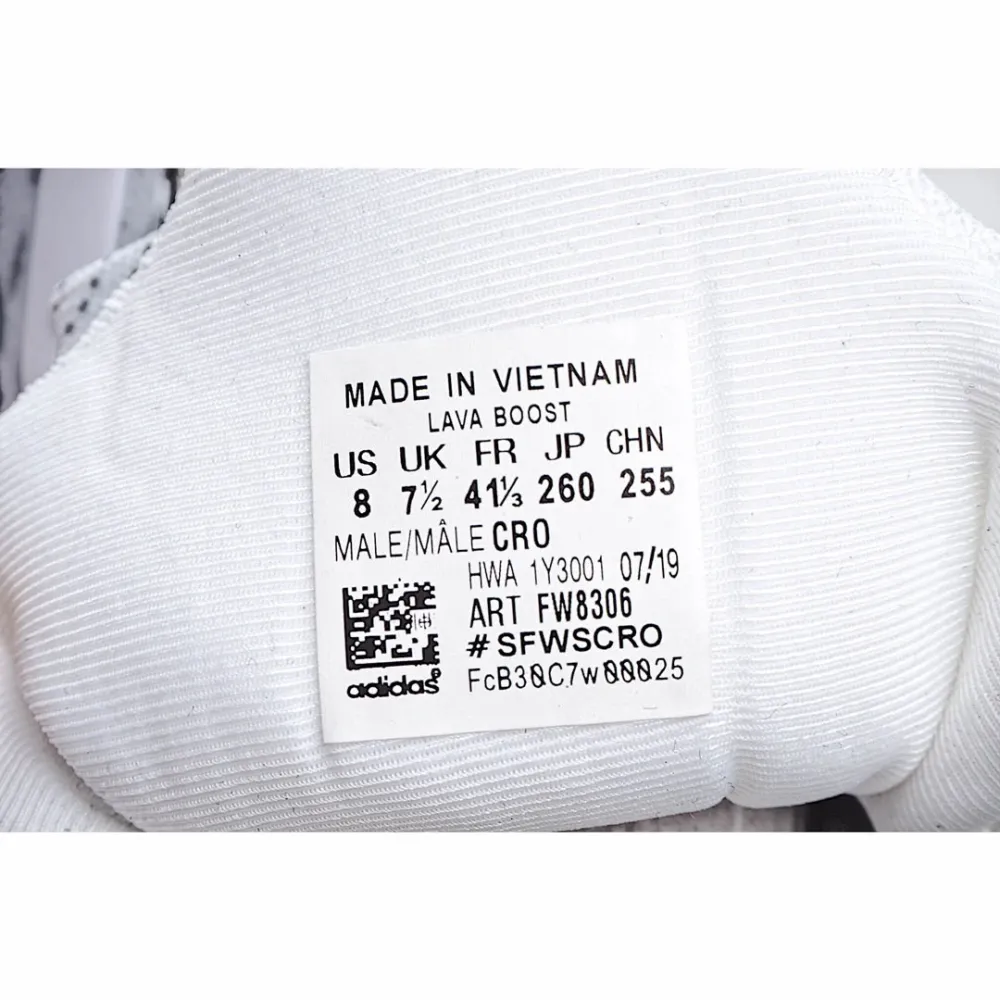 MADE IN VIETNAM
LAVA BOOST
US UK FR JP CHN
8 7½ 41⅓ 260 255
MALE/MÂLE CRO
HWA 1Y3001 07/19
ART FW8306
#SFWSCRO
FcB30C7w00025
adidas®